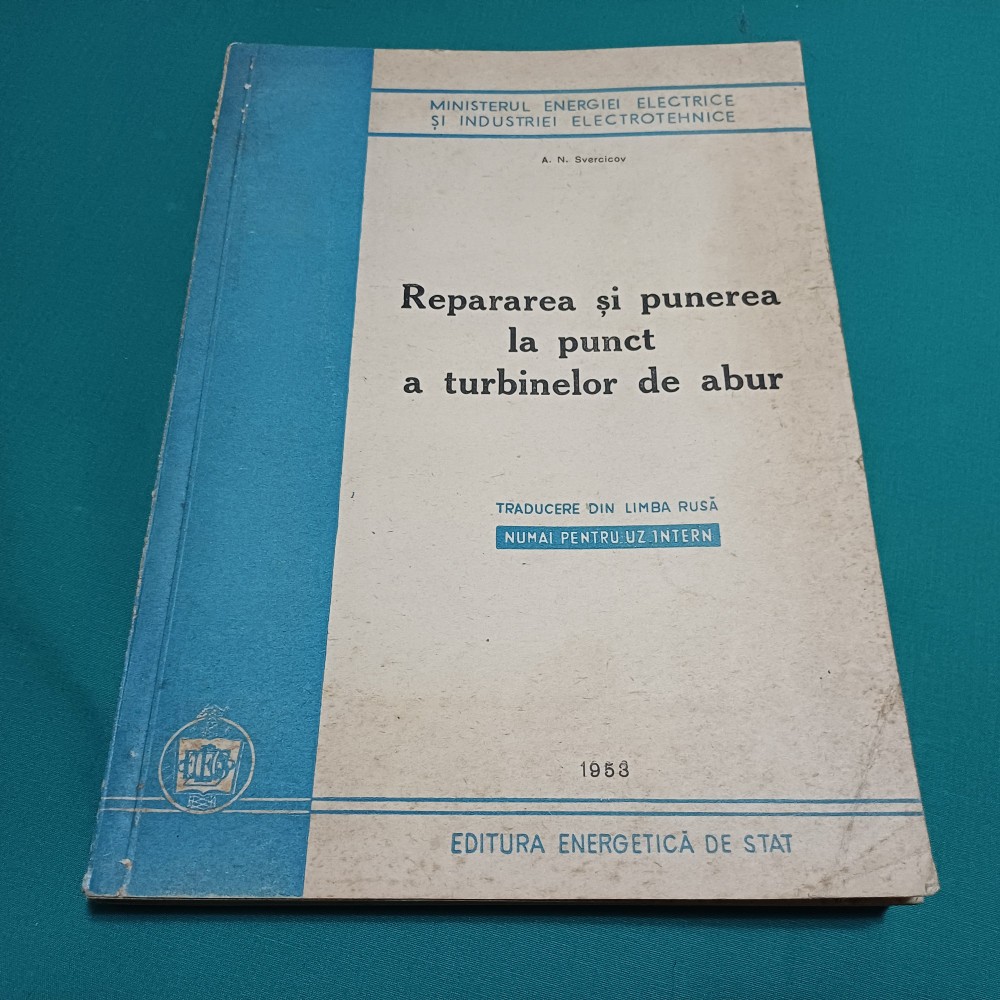 MINISTERUL ENERGIEI ELECTRICE
ȘI INDUSTRIEI ELECTROTEHNICE
A. N. Svercicov
Repararea și punerea
la punct
a turbinelor de abur
TRADUCERE DIN LIMBA RUSĂ
NUMAI PENTRU UZ INTERN
1953
EDITURA ENERGETICĂ DE STAT